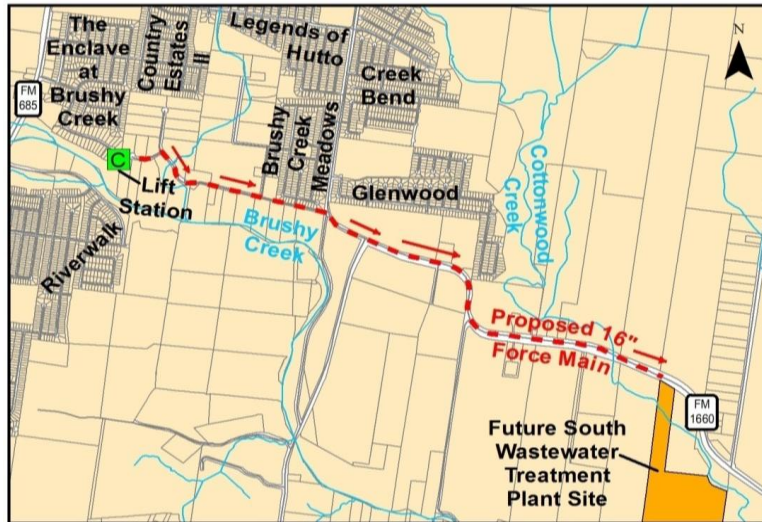 The
Enclave
at
Brushy
Creek
Country
Estates
III
Legends of
Hutto
Creek
Bend
N
FM
685
C
Lift
Station
Brushy
Creek
Meadows
Glenwood
Cottonwood
Creek
Riverwalk
Brushy
Creek
Proposed 16"
Force Main
FM
1660
Future South
Wastewater
Treatment
Plant Site